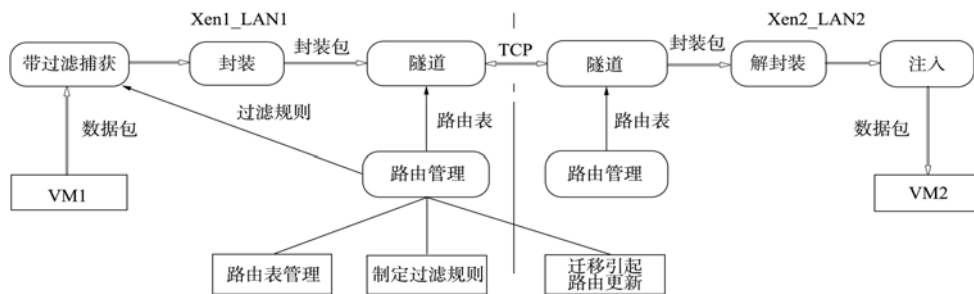 Xen1_LAN1
Xen2_LAN2
带过滤捕获
封装
封装包
隧道
TCP
隧道
封装包
解封装
注入
过滤规则
数据包
路由表
路由表
数据包
VM1
路由管理
路由管理
VM2
路由表管理
制定过滤规则
迁移引起
路由更新